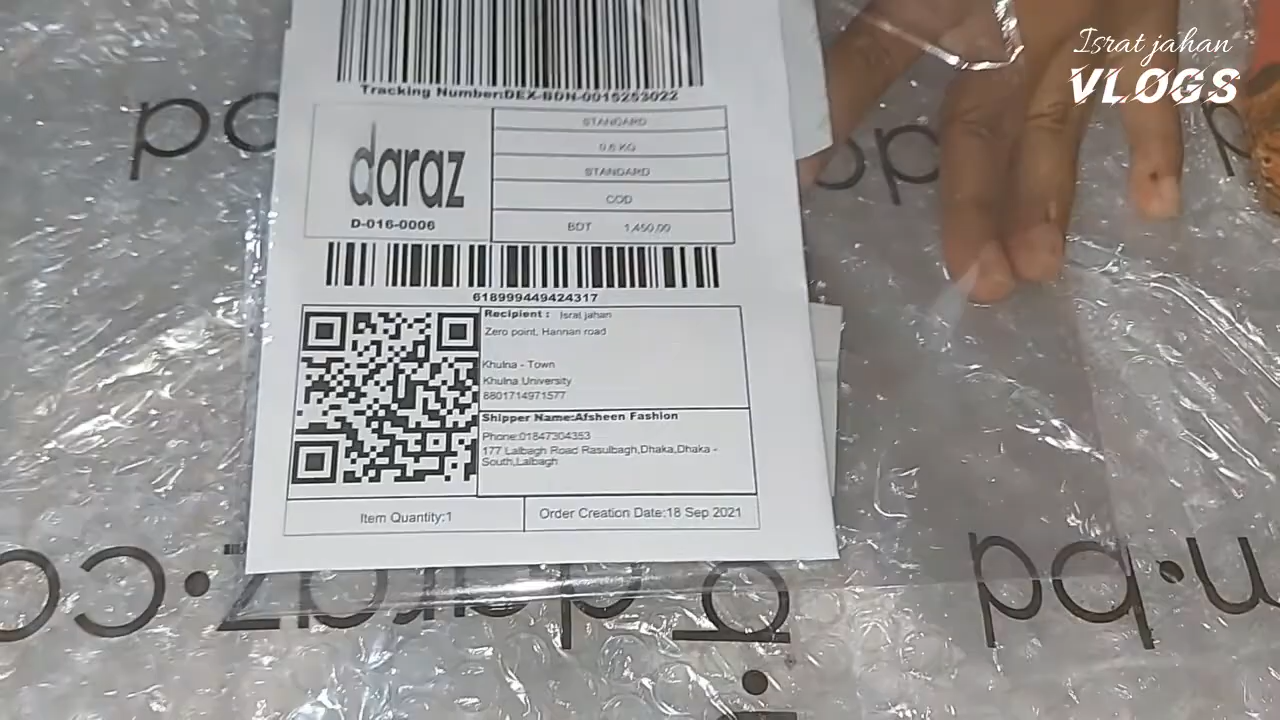 Israt jahan
VLOGS
Tracking Number:DEX-BDN-0015253022
daraz
D-016-0006
STANDARD
0.6 KG
STANDARD
COD
BDT 1,450.00
618999449424317
Recipient : Israt jahan
Zero point, Hannan road
Khulna - Town
Khulna University
8801714971577
Shipper Name:Afsheen Fashion
Phone:01847304353
177 Lalbagh Road Rasulbagh,Dhaka,Dhaka -
South,Lalbagh
Item Quantity:1
Order Creation Date:18 Sep 2021
daraz